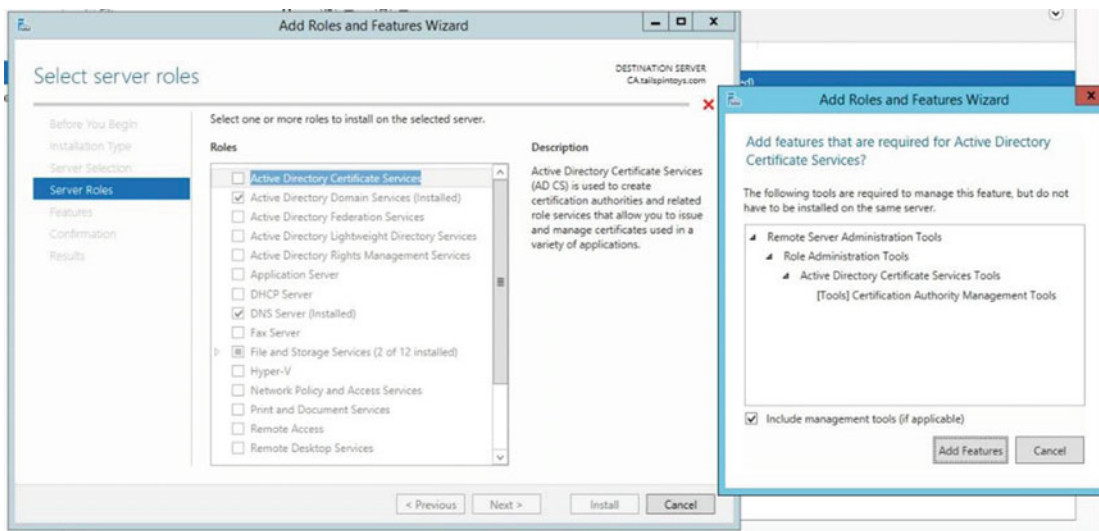 Add Roles and Features Wizard
Select server roles
DESTINATION SERVER
CA.tailspintoys.com
Before You Begin
Installation Type
Server Selection
Server Roles
Features
Confirmation
Results
Select one or more roles to install on the selected server.
Roles
Active Directory Certificate Services
Active Directory Domain Services (Installed)
Active Directory Federation Services
Active Directory Lightweight Directory Services
Active Directory Rights Management Services
Application Server
DHCP Server
DNS Server (Installed)
Fax Server
File and Storage Services (2 of 12 installed)
Hyper-V
Network Policy and Access Services
Print and Document Services
Remote Access
Remote Desktop Services
Description
Active Directory Certificate Services
(AD CS) is used to create
certification authorities and related
role services that allow you to issue
and manage certificates used in a
variety of applications.
< Previous
Next >
Install
Cancel
Add Roles and Features Wizard
Add features that are required for Active Directory
Certificate Services?
The following tools are required to manage this feature, but do not
have to be installed on the same server.
Remote Server Administration Tools
Role Administration Tools
Active Directory Certificate Services Tools
[Tools] Certification Authority Management Tools
Include management tools (if applicable)
Add Features
Cancel